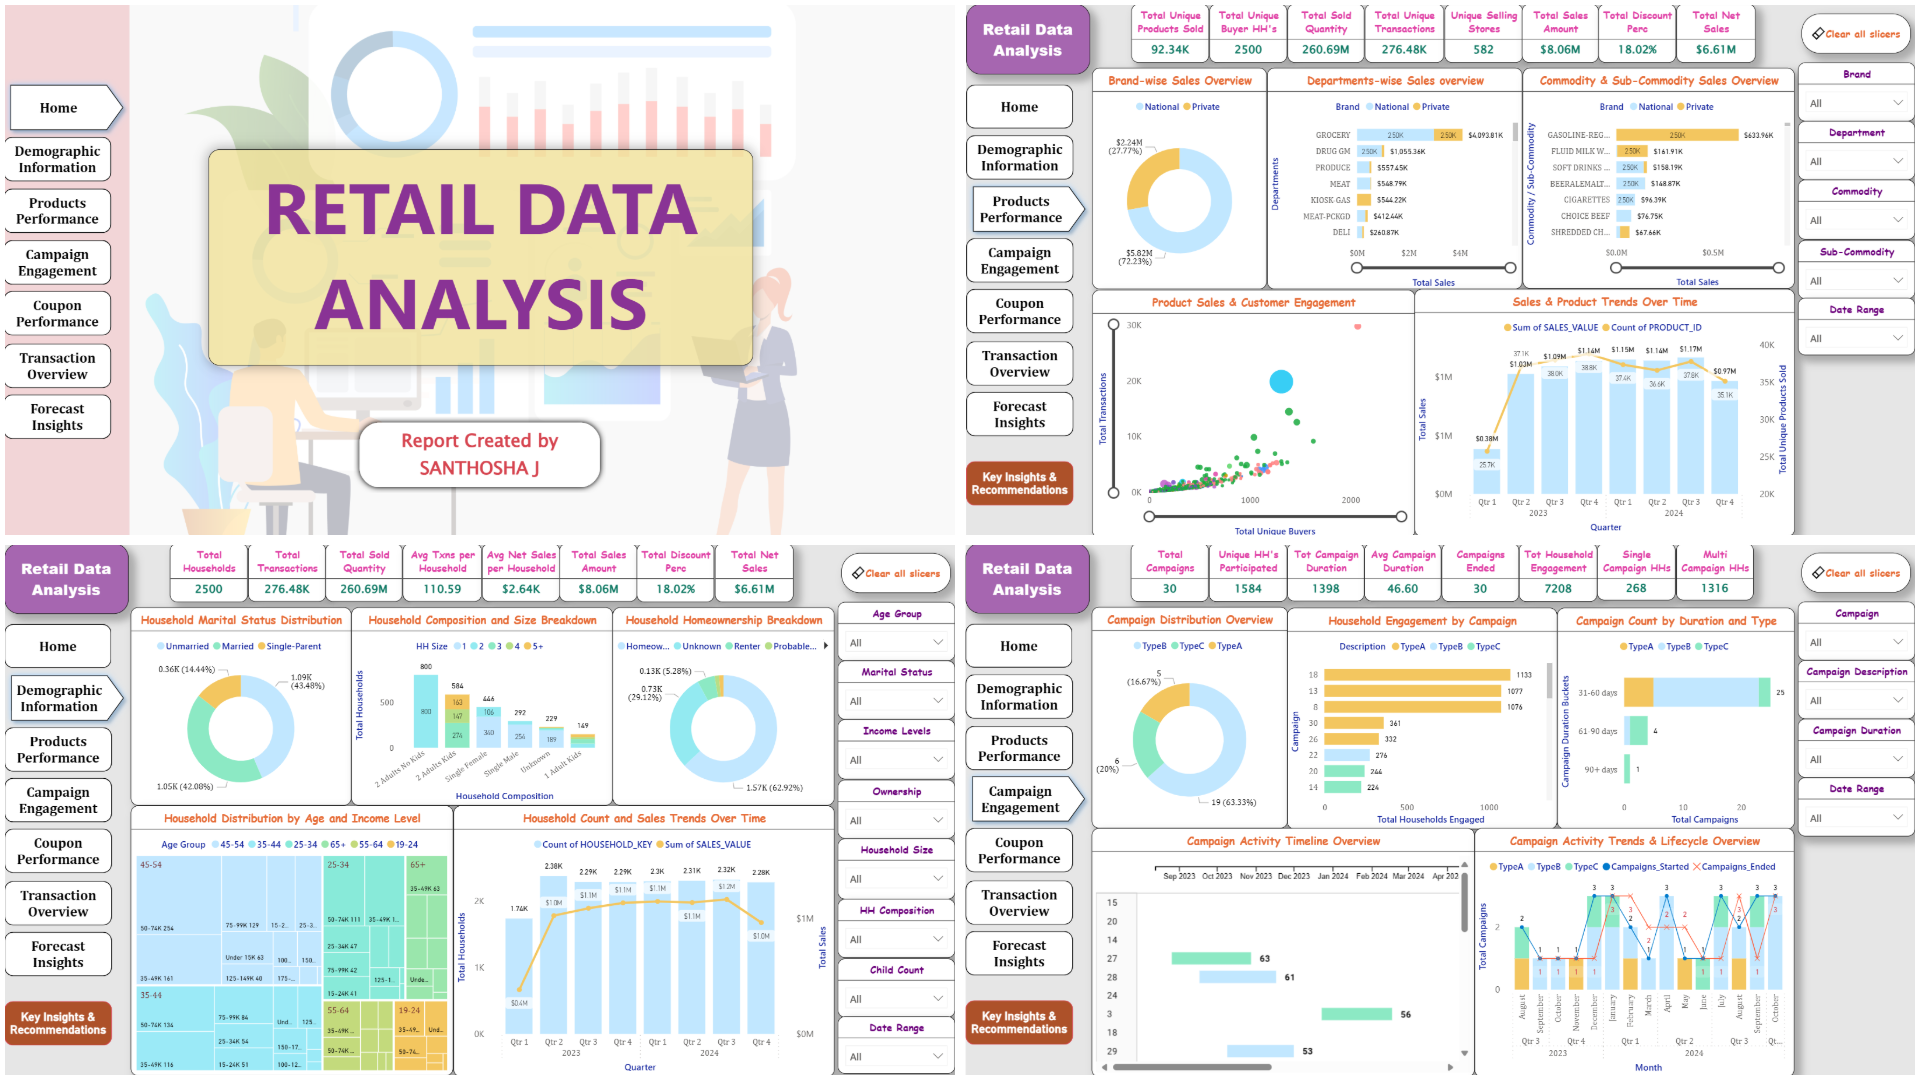 Home
Demographic
Information
Products
Performance
Campaign
Engagement
Coupon
Performance
Transaction
Overview
Forecast
Insights
RETAIL DATA
ANALYSIS
Report Created by
SANTHOSHA J
Retail Data
Analysis
Home
Demographic
Information
Products
Performance
Campaign
Engagement
Coupon
Performance
Transaction
Overview
Forecast
Insights
Key Insights &
Recommendations
Total Unique
Products Sold
92.34K
Total Unique
Buyer HH's
2500
Total Sold
Quantity
260.69M
Total Unique
Transactions
276.48K
Unique Selling
Stores
582
Total Sales
Amount
$8.06M
Total Discount
Perc
18.02%
Total Net
Sales
$6.61M
Clear all slicers
Brand
All
Department
All
Commodity
All
Sub-Commodity
All
Date Range
All
Brand-wise Sales Overview
National Private
$2.24M
(27.77%)
$5.82M
(72.23%)
Departments-wise Sales overview
Brand National Private
Departments
GROCERY 250K 250K $4,093.81K
DRUG GM 250K $1,055.36K
PRODUCE $557.45K
MEAT $548.79K
KIOSK-GAS $544.22K
MEAT-PCKGD $412.44K
DELI $260.87K
$0M $2M $4M
Total Sales
Commodity & Sub-Commodity Sales Overview
Brand National Private
Commodity / Sub-Commodity
GASOLINE-REG... 250K $633.96K
FLUID MILK W... 250K $161.91K
SOFT DRINKS ... 250K $158.19K
BEERALEMALT... 250K $148.87K
CIGARETTES 250K $96.39K
CHOICE BEEF $76.75K
SHREDDED CH... $67.66K
$0.0M $0.5M
Total Sales
Product Sales & Customer Engagement
Total Transactions
30K
20K
10K
0K
0 1000 2000
Total Unique Buyers
Sales & Product Trends Over Time
Sum of SALES_VALUE Count of PRODUCT_ID
Total Sales
$1M
$1M
$0M
$0.38M $1.03M $1.09M $1.14M $1.15M $1.14M $1.17M $0.97M
25.7K 37.1K 38.0K 38.8K 37.4K 36.6K 37.8K 35.1K
40K
35K
30K
25K
20K
Total Unique Products Sold
Qtr 1 Qtr 2 Qtr 3 Qtr 4 Qtr 1 Qtr 2 Qtr 3 Qtr 4
2023 2024
Quarter
Retail Data
Analysis
Home
Demographic
Information
Products
Performance
Campaign
Engagement
Coupon
Performance
Transaction
Overview
Forecast
Insights
Key Insights &
Recommendations
Total
Households
2500
Total
Transactions
276.48K
Total Sold
Quantity
260.69M
Avg Txns per
Household
110.59
Avg Net Sales
per Household
$2.64K
Total Sales
Amount
$8.06M
Total Discount
Perc
18.02%
Total Net
Sales
$6.61M
Clear all slicers
Age Group
All
Marital Status
All
Income Levels
All
Ownership
All
Household Size
All
HH Composition
All
Child Count
All
Date Range
All
Household Marital Status Distribution
Unmarried Married Single-Parent
0.36K (14.44%)
1.09K
(43.48%)
1.05K (42.08%)
Household Composition and Size Breakdown
HH Size 1 2 3 4 5+
Total Households
500
0
800 584 446 292 229 149
800 163 147 274 106 340 254 189
2 Adults No Kids
2 Adults Kids
Single Female
Single Male
Unknown
1 Adult Kids
Household Composition
Household Homeownership Breakdown
Homeow... Unknown Renter Probable...
0.13K (5.28%)
0.73K
(29.12%)
1.57K (62.92%)
Household Distribution by Age and Income Level
Age Group 45-54 35-44 25-34 65+ 55-64 19-24
45-54
50-74K 254
35-49K 161
75-99K 129
15-2...
25-3...
Under 15K 63
100...
150...
125-149K 40
175-...
35-44
50-74K 134
35-49K 116
75-99K 84
Und...
125...
25-34K 54
150-17...
15-24K 51
100-12...
25-34
50-74K 111
35-49K 1...
25-34K 47
75-99K 42
125-1...
15-24K 41
65+
35-49K 63
Unde...
55-64
35-49K...
50-74K...
19-24
35-49...
Und...
50-74...
Household Count and Sales Trends Over Time
Count of HOUSEHOLD_KEY Sum of SALES_VALUE
Total Households
2K
1K
0K
1.74K 2.38K 2.29K 2.29K 2.3K 2.31K 2.32K 2.28K
$0.4M $1.0M $1.1M $1.1M $1.1M $1.1M $1.2M $1.0M
$1M
$0M
Total Sales
Qtr 1 Qtr 2 Qtr 3 Qtr 4 Qtr 1 Qtr 2 Qtr 3 Qtr 4
2023 2024
Quarter
Retail Data
Analysis
Home
Demographic
Information
Products
Performance
Campaign
Engagement
Coupon
Performance
Transaction
Overview
Forecast
Insights
Key Insights &
Recommendations
Total
Campaigns
30
Unique HH's
Participated
1584
Tot Campaign
Duration
1398
Avg Campaign
Duration
46.60
Campaigns
Ended
30
Tot Household
Engagement
7208
Single
Campaign HHs
268
Multi
Campaign HHs
1316
Clear all slicers
Campaign
All
Campaign Description
All
Campaign Duration
All
Date Range
All
Campaign Distribution Overview
TypeB TypeC TypeA
5
(16.67%)
6
(20%)
19 (63.33%)
Household Engagement by Campaign
Description TypeA TypeB TypeC
Campaign
18 1133
13 1077
8 1076
30 361
26 332
22 276
20 244
14 224
0 500 1000
Total Households Engaged
Campaign Count by Duration and Type
TypeA TypeB TypeC
Campaign Duration Buckets
31-60 days 25
61-90 days 4
90+ days 1
0 10 20
Total Campaigns
Campaign Activity Timeline Overview
Sep 2023 Oct 2023 Nov 2023 Dec 2023 Jan 2024 Feb 2024 Mar 2024 Apr 202
15
20
14
27 63
28 61
24
3 56
18
29 53
Campaign Activity Trends & Lifecycle Overview
TypeA TypeB TypeC Campaigns_Started Campaigns_Ended
Total Campaigns
2
0
August September October November December January February March April May June July August September October
Qtr 3 Qtr 4 Qtr 1 Qtr 2 Qtr 3 Qt...
2023 2024
Month